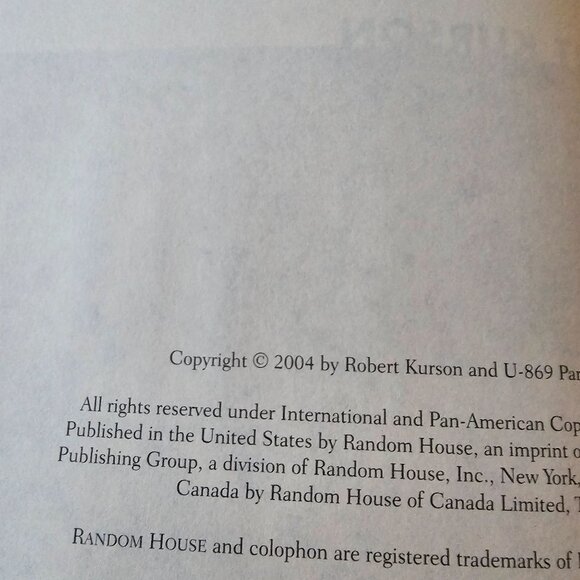 Copyright © 2004 by Robert Kurson and U-869 Par
All rights reserved under International and Pan-American Cop
Published in the United States by Random House, an imprint o
Publishing Group, a division of Random House, Inc., New York,
Canada by Random House of Canada Limited, T
RANDOM HOUSE and colophon are registered trademarks of